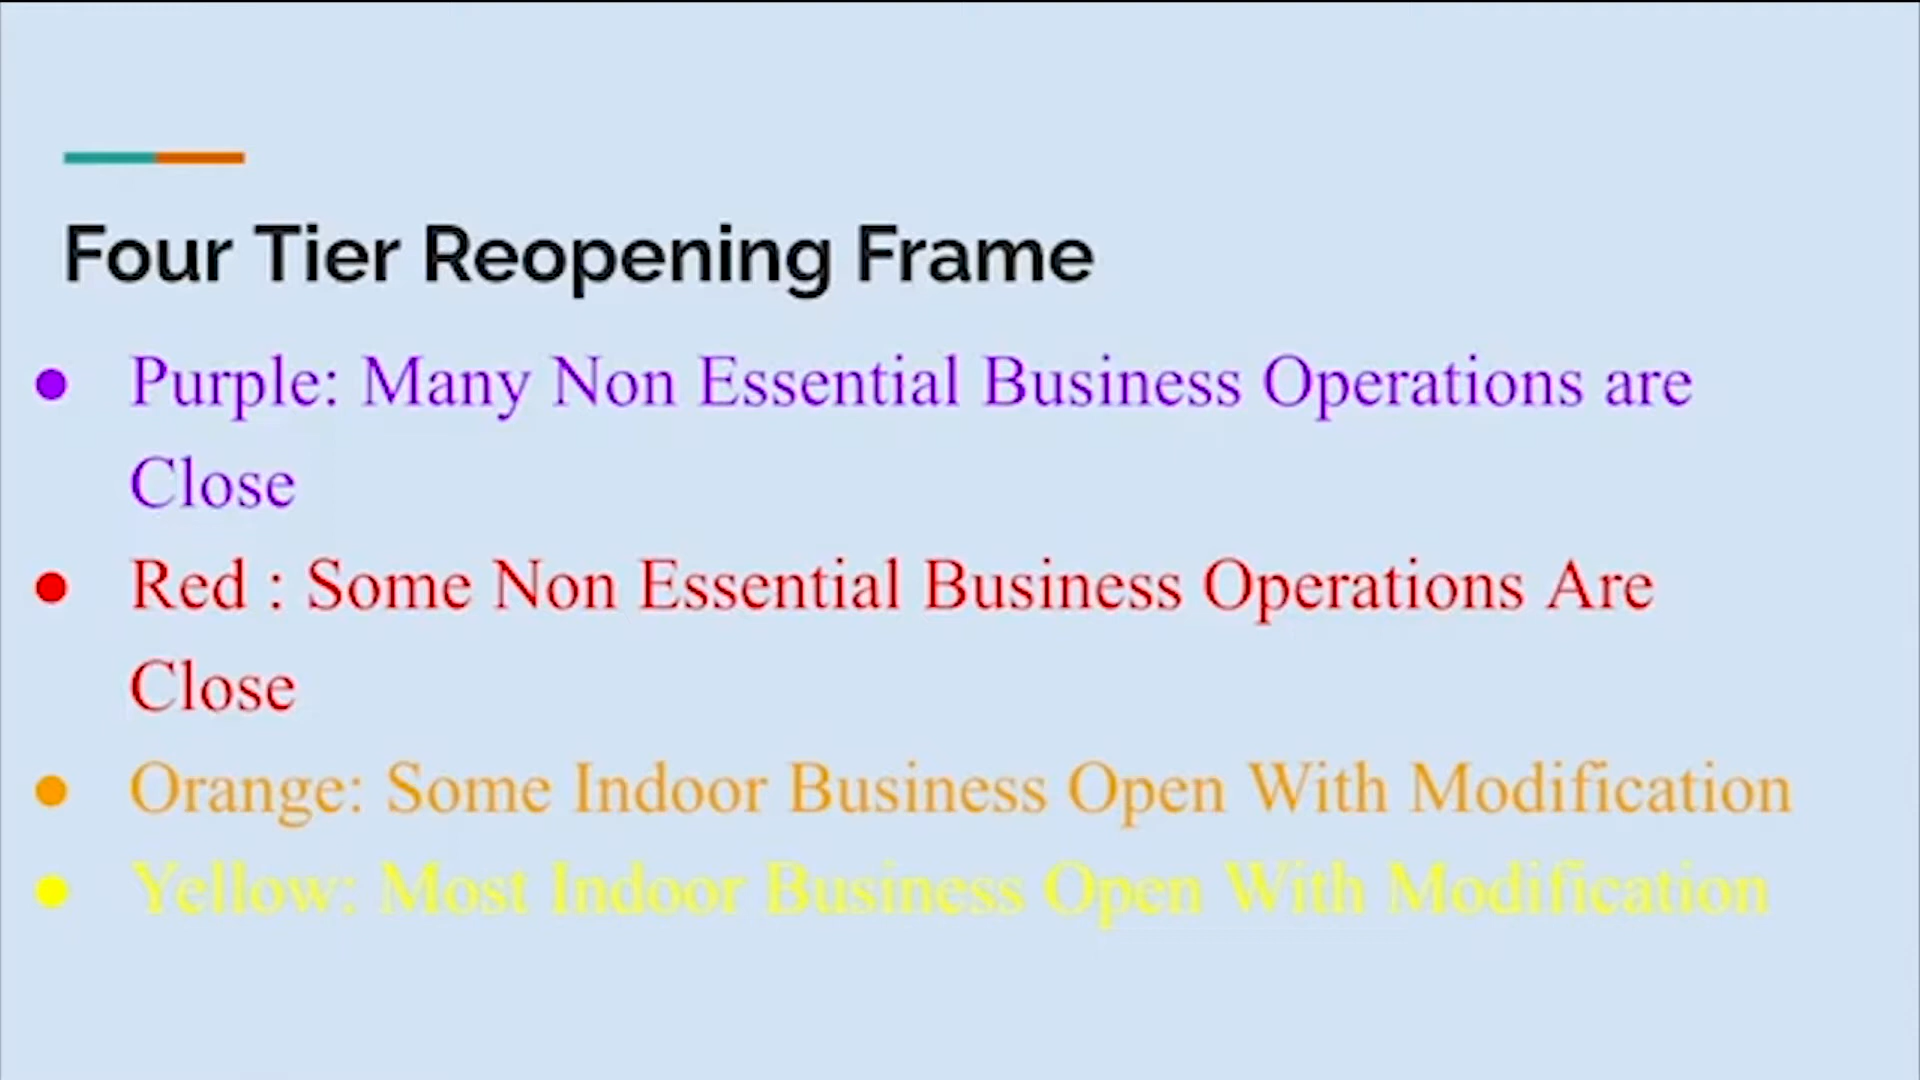 Four Tier Reopening Frame
● Purple: Many Non Essential Business Operations are
Close
● Red : Some Non Essential Business Operations Are
Close
● Orange: Some Indoor Business Open With Modification
● Yellow: Most Indoor Business Open With Modification